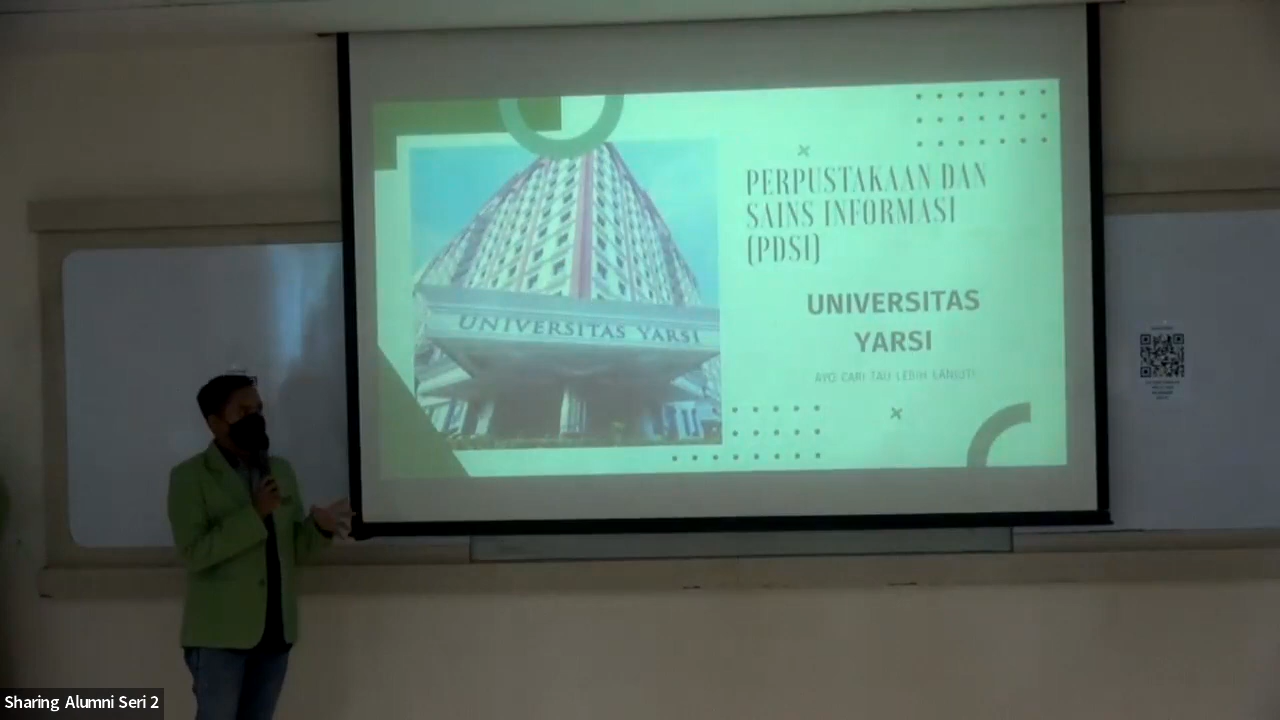 PERPUSTAKAAN DAN
SAINS INFORMASI
(PDSI)
UNIVERSITAS
YARSI
AYO CARI TAU LEBIH LANJUT!
UNIVERSITAS YARSI
Sharing Alumni Seri 2